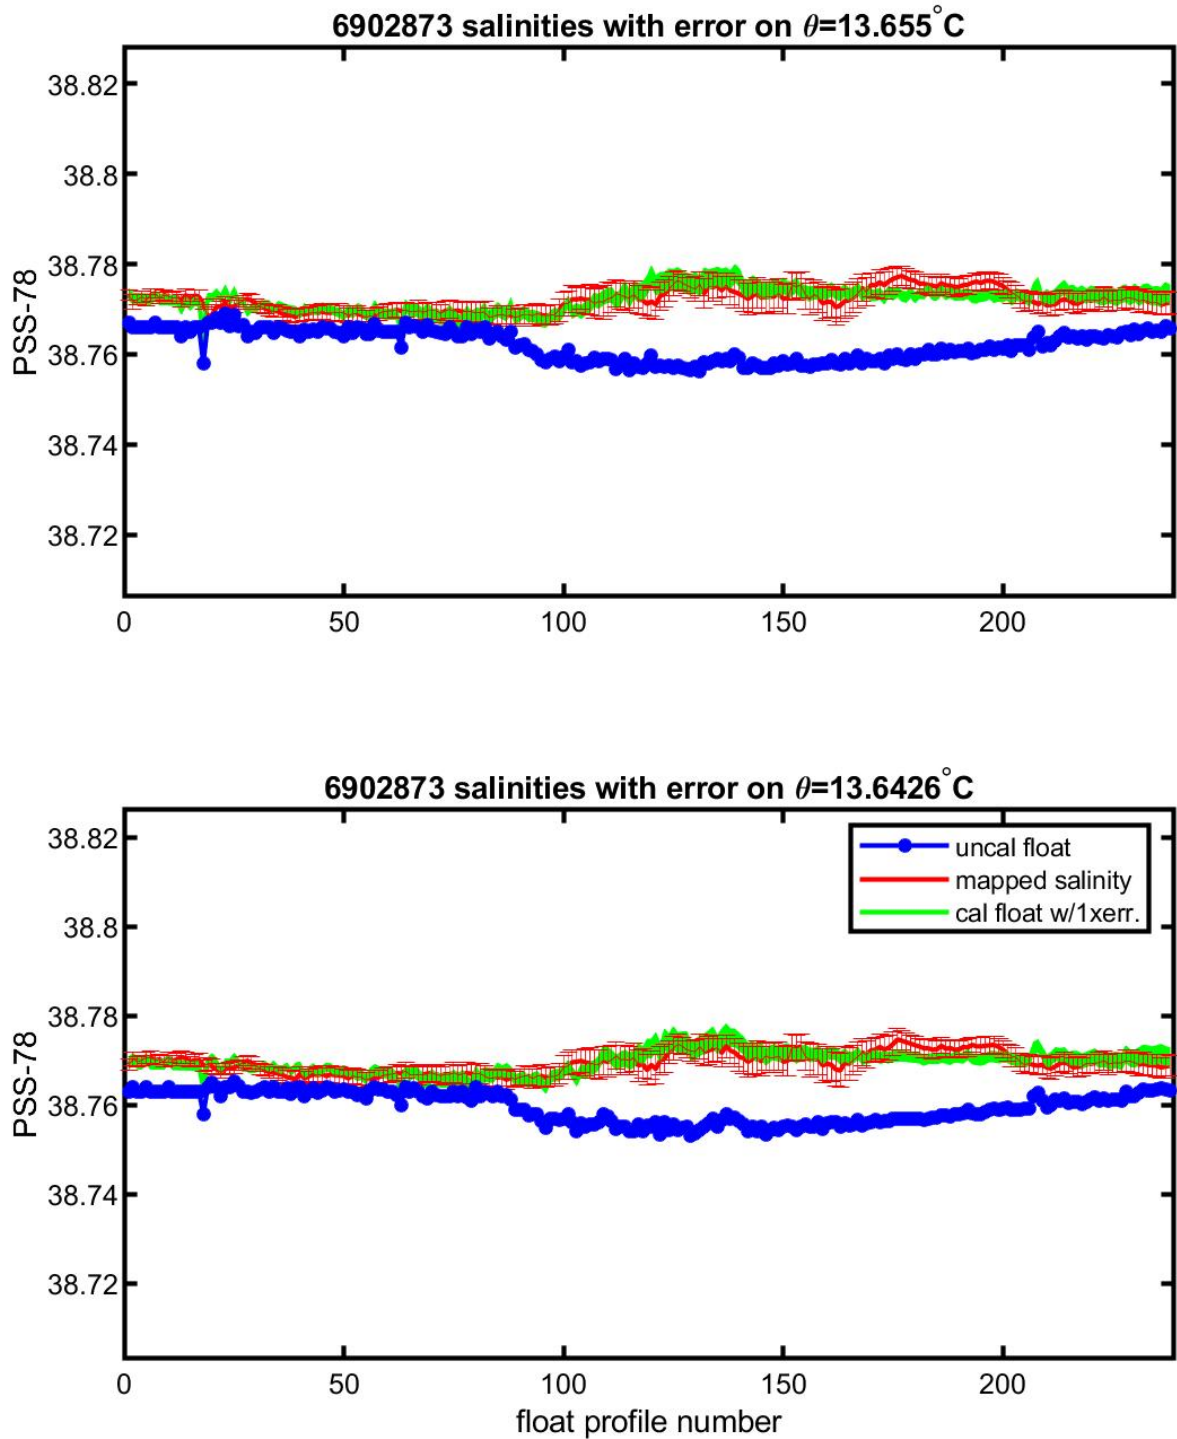 6902873 salinities with error on θ=13.655°C
PSS-78
38.82
38.8
38.78
38.76
38.74
38.72
0 50 100 150 200
6902873 salinities with error on θ=13.6426°C
PSS-78
38.82
38.8
38.78
38.76
38.74
38.72
uncal float
mapped salinity
cal float w/1xerr.
0 50 100 150 200
float profile number